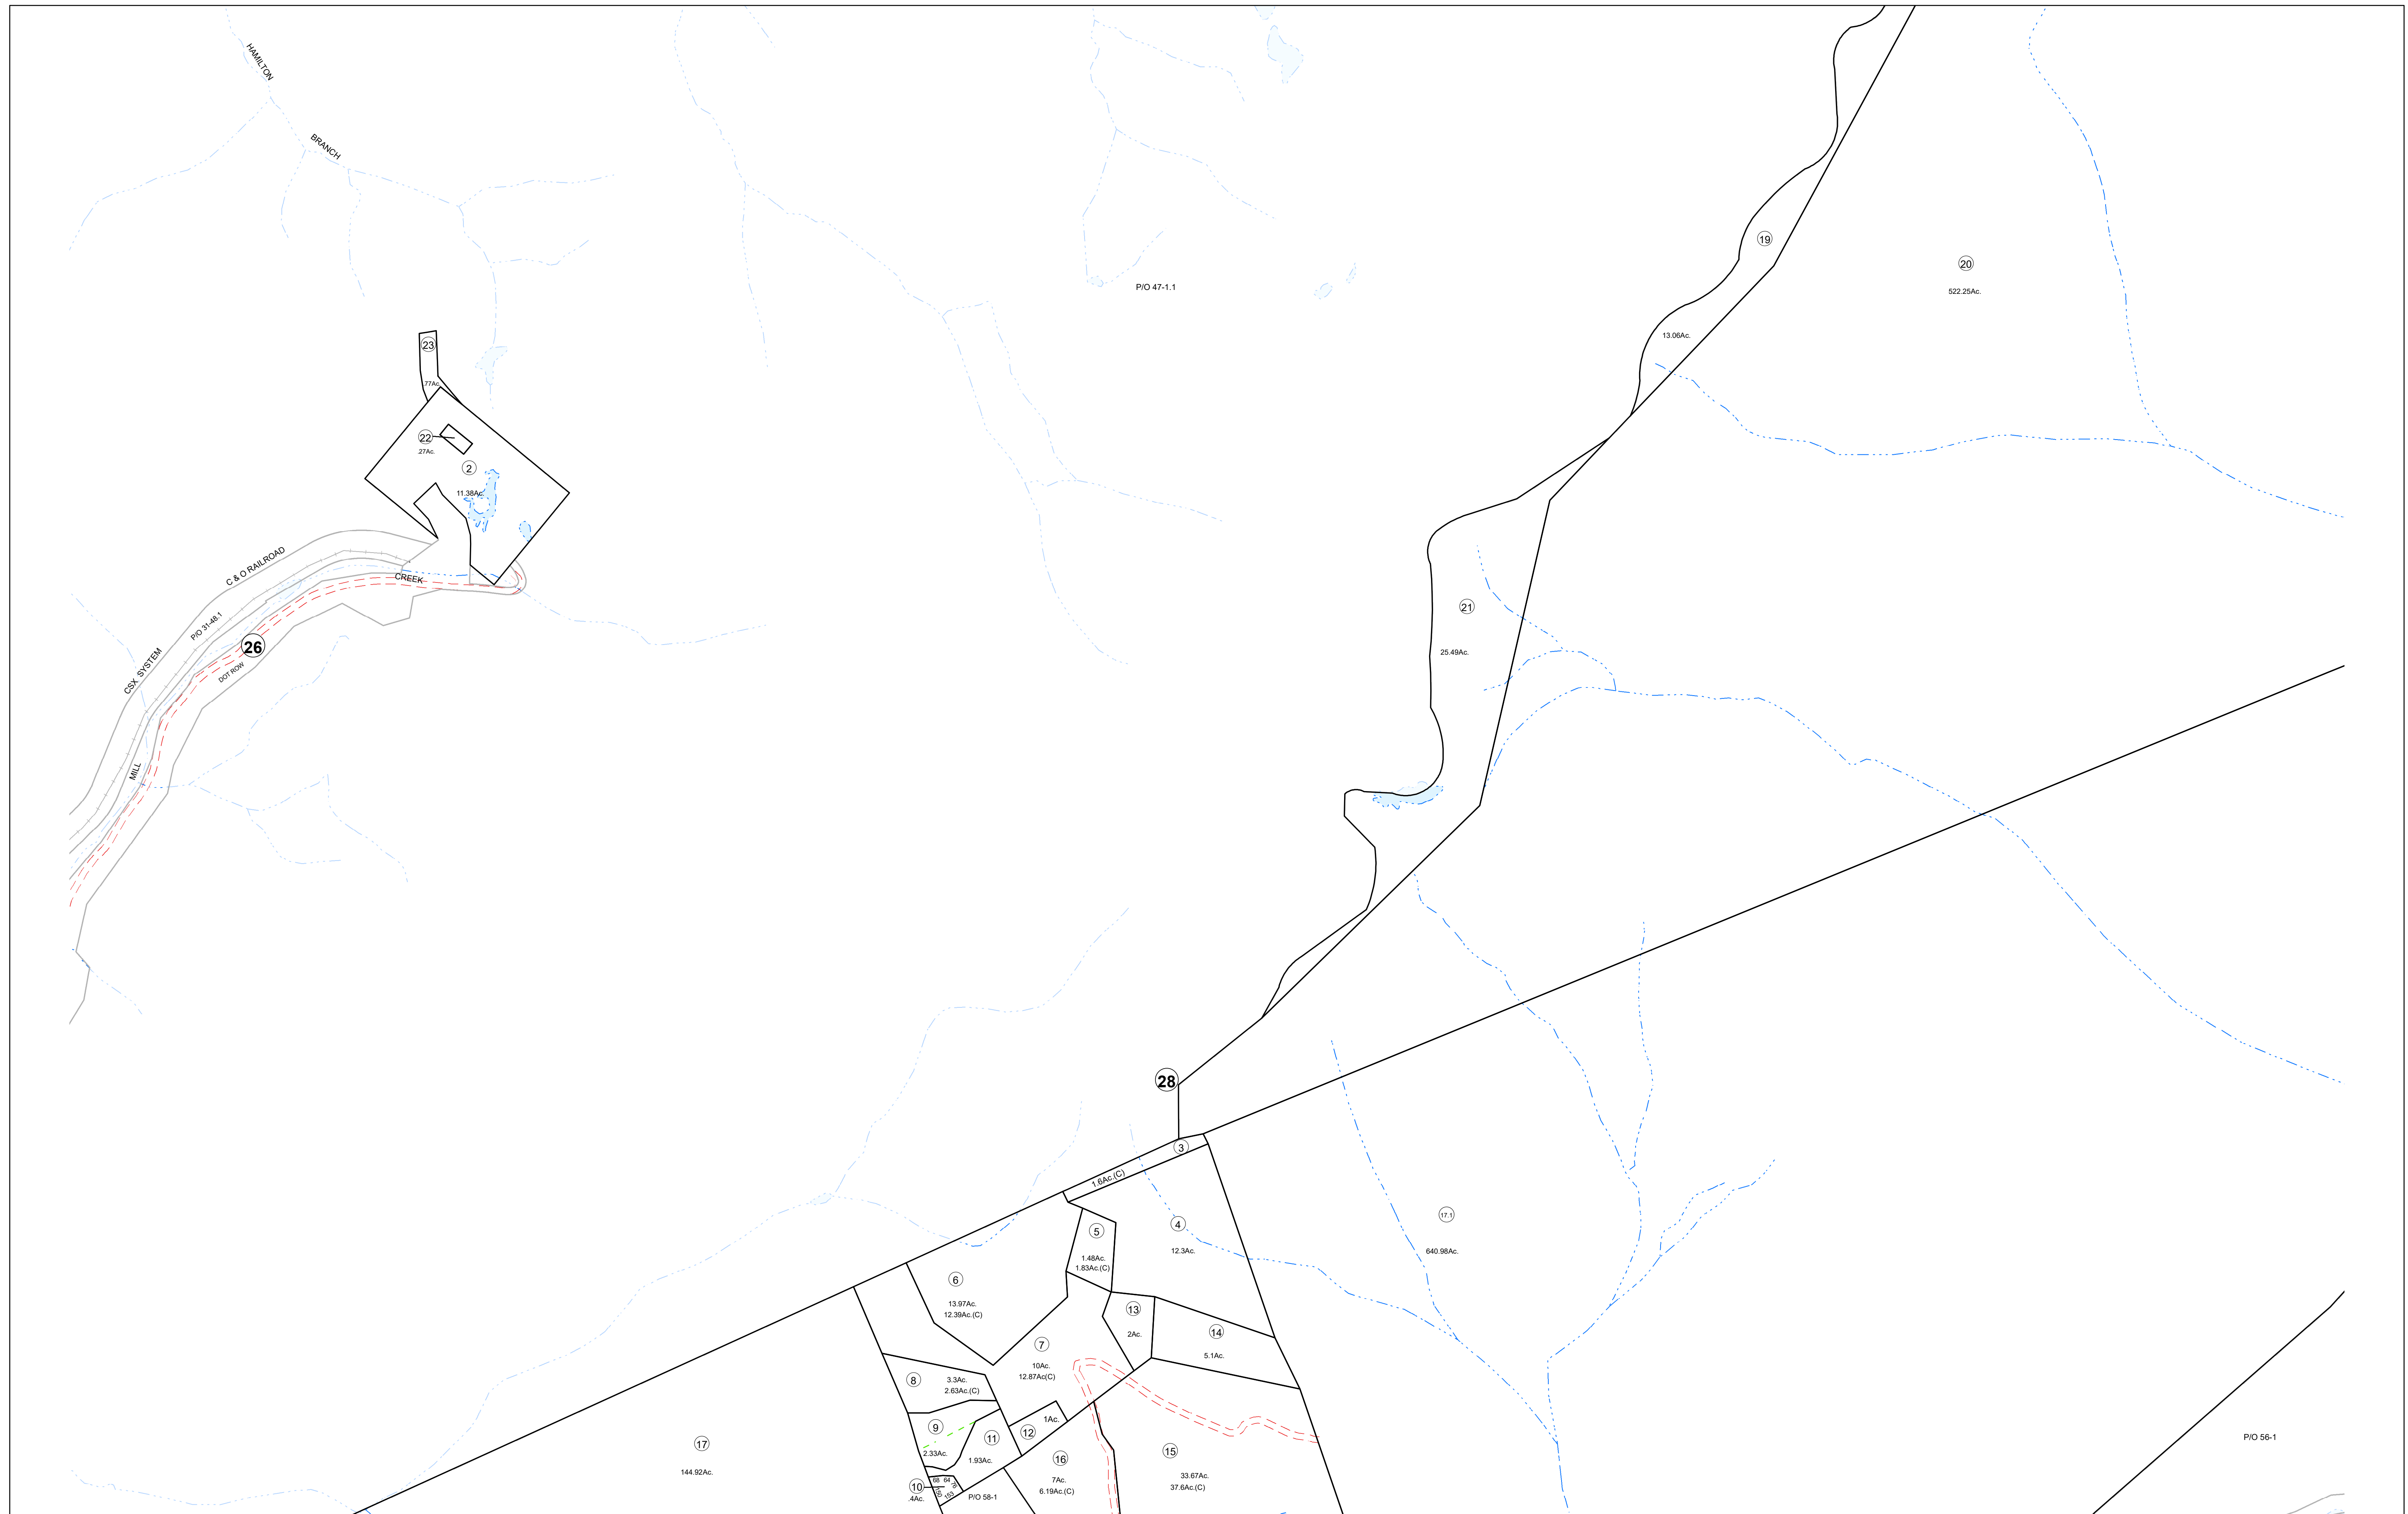 HAMILTON
BRANCH
P/O 47-1.1
19
20
522.25Ac.
13.06Ac.
23
.77Ac.
22
.27Ac.
2
11.38Ac.
C & O RAILROAD
CREEK
P/O 31-48.1
26
DOT ROW
CSX SYSTEM
MILL
21
25.49Ac.
28
3
1.6Ac.(C)
4
12.3Ac.
5
1.48Ac.
1.83Ac.(C)
17.1
640.98Ac.
6
13.97Ac.
12.39Ac.(C)
13
2Ac.
14
5.1Ac.
7
10Ac.
12.87Ac(C)
8
3.3Ac.
2.63Ac.(C)
9
2.33Ac.
11
1.93Ac.
12
1Ac.
16
7Ac.
6.19Ac.(C)
15
33.67Ac.
37.6Ac.(C)
17
144.92Ac.
10
.4Ac.
68 64
153
P/O 58-1
P/O 56-1